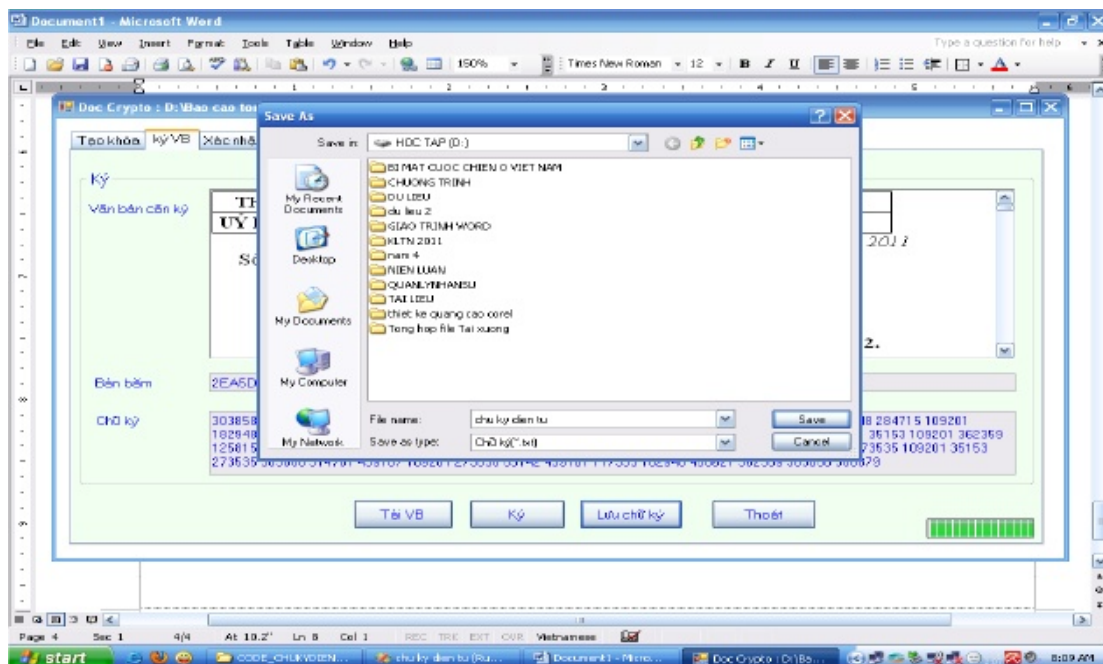 Document1 - Microsoft Word
File Edit View Insert Format Tools Table Window Help
Type a question for help
150%
Times New Roman
12
B I U
Doc Crypto : D:\Bao cao
Tạo khóa
ký VB
Xác nhậ
Ký
Văn bản cần ký
TH
UỶ
Số
2011
2.
Bản băm
2EA5D
Chữ ký
303858
8 284715 109201
182948
35153 109201 362359
125815
73535 109201 35153
273535
Tải VB
Ký
Lưu chữ ký
Thoát
Save As
Save in:
HOC TAP (D:)
My Recent Documents
Desktop
My Documents
My Computer
My Network
BI MAT CUOC CHIEN O VIET NAM
CHUONG TRINH
DU LIEU
du lieu 2
GIAO TRINH WORD
KLTN 2011
nam 4
NIEN LUAN
QUANLYNHANSU
TAI LIEU
thiet ke quang cao corel
Tong hop file Tai xuong
File name:
chu ky dien tu
Save
Save as type:
Chữ ký(*.txt)
Cancel
Page 4 Sec 1 4/4 At 10.2" Ln 8 Col 1 REC TRK EXT OVR Vietnamese
start
CODE_CHUKYDIEN...
chu ky dien tu (Ru...
Document1 - Micro...
Doc Crypto : D:\Ba...
8:09 AM